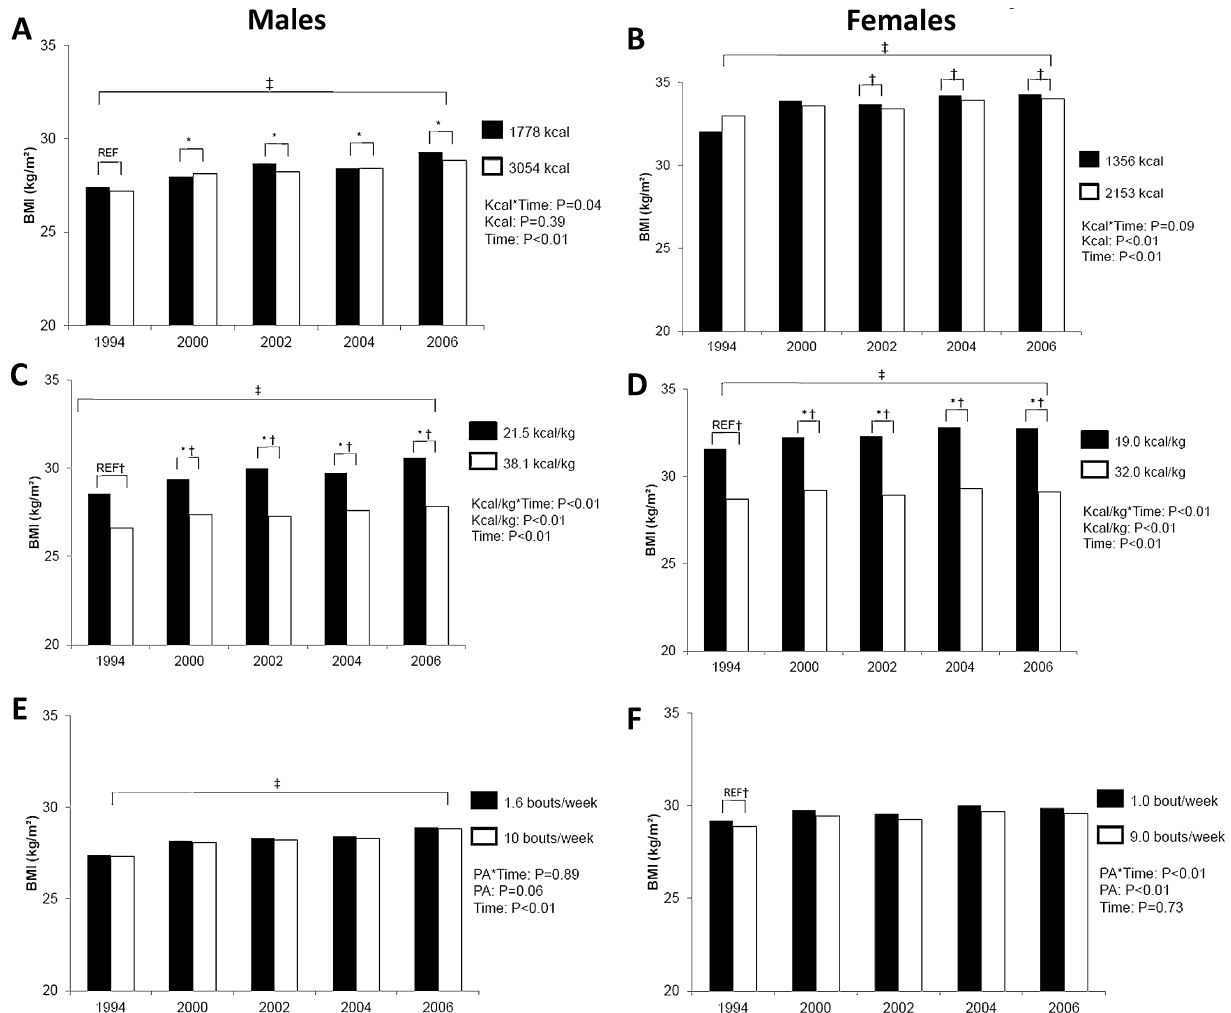 Males
Females
A
35
30
25
20
BMI (kg/m²)
‡
REF
*
*
*
*
1994
2000
2002
2004
2006
1778 kcal
3054 kcal
Kcal*Time: P=0.04
Kcal: P=0.39
Time: P<0.01
B
35
30
25
20
BMI (kg/m²)
‡
†
†
†
1994
2000
2002
2004
2006
1356 kcal
2153 kcal
Kcal*Time: P=0.09
Kcal: P<0.01
Time: P<0.01
C
35
30
25
20
BMI (kg/m²)
‡
REF†
*†
*†
*†
*†
1994
2000
2002
2004
2006
21.5 kcal/kg
38.1 kcal/kg
Kcal/kg*Time: P<0.01
Kcal/kg: P<0.01
Time: P<0.01
D
35
30
25
20
BMI (kg/m²)
‡
REF†
*†
*†
*†
*†
1994
2000
2002
2004
2006
19.0 kcal/kg
32.0 kcal/kg
Kcal/kg*Time: P<0.01
Kcal/kg: P<0.01
Time: P<0.01
E
35
30
25
20
BMI (kg/m²)
‡
1994
2000
2002
2004
2006
1.6 bouts/week
10 bouts/week
PA*Time: P=0.89
PA: P=0.06
Time: P<0.01
F
35
30
25
20
BMI (kg/m²)
REF†
1994
2000
2002
2004
2006
1.0 bout/week
9.0 bouts/week
PA*Time: P<0.01
PA: P<0.01
Time: P=0.73